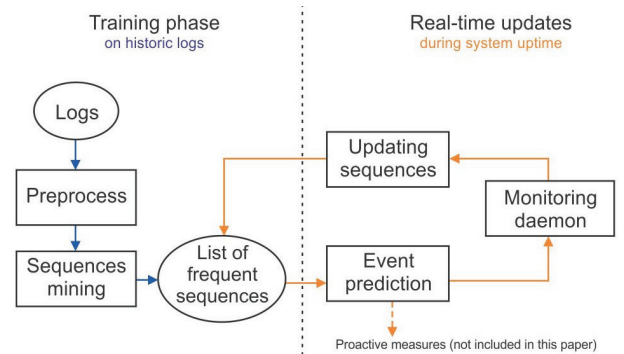 Training phase
on historic logs
Real-time updates
during system uptime
Logs
Preprocess
Sequences
mining
List of
frequent
sequences
Updating
sequences
Monitoring
daemon
Event
prediction
Proactive measures (not included in this paper)